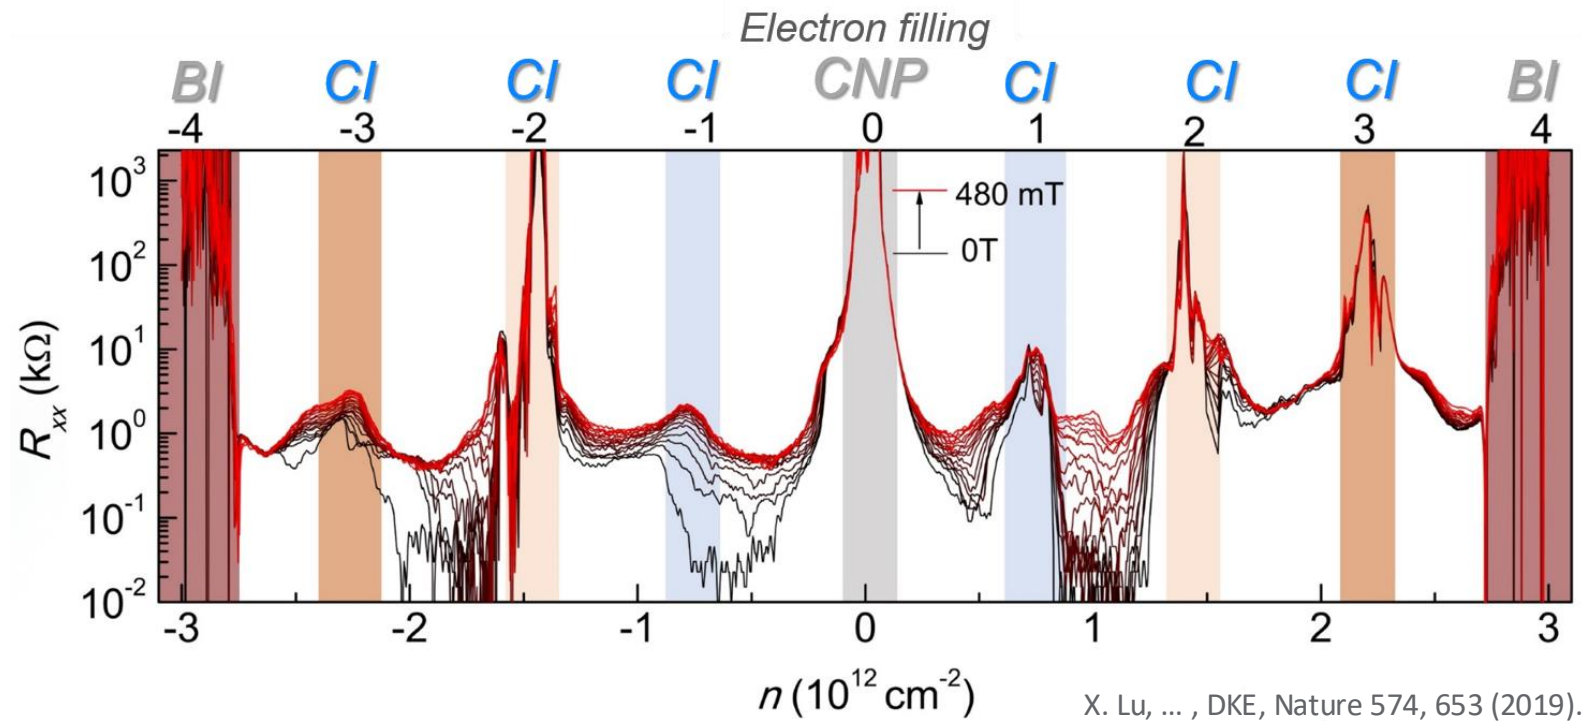 Electron filling
BI CI CI CI CNP CI CI CI BI
-4 -3 -2 -1 0 1 2 3 4
10³
480 mT
10²
0T
10¹
Rxx (kΩ)
10⁰
10⁻¹
10⁻²
-3 -2 -1 0 1 2 3
n (10¹² cm⁻²)
X. Lu, ... , DKE, Nature 574, 653 (2019).